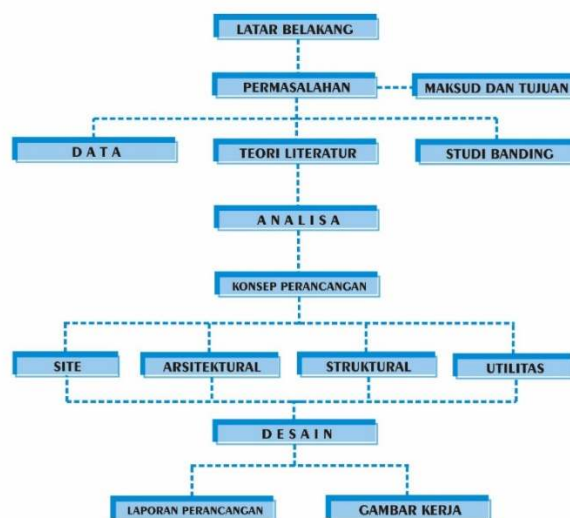 LATAR BELAKANG
PERMASALAHAN
MAKSUD DAN TUJUAN
D A T A
TEORI LITERATUR
STUDI BANDING
A N A L I S A
KONSEP PERANCANGAN
SITE
ARSITEKTURAL
STRUKTURAL
UTILITAS
D E S A I N
LAPORAN PERANCANGAN
GAMBAR KERJA